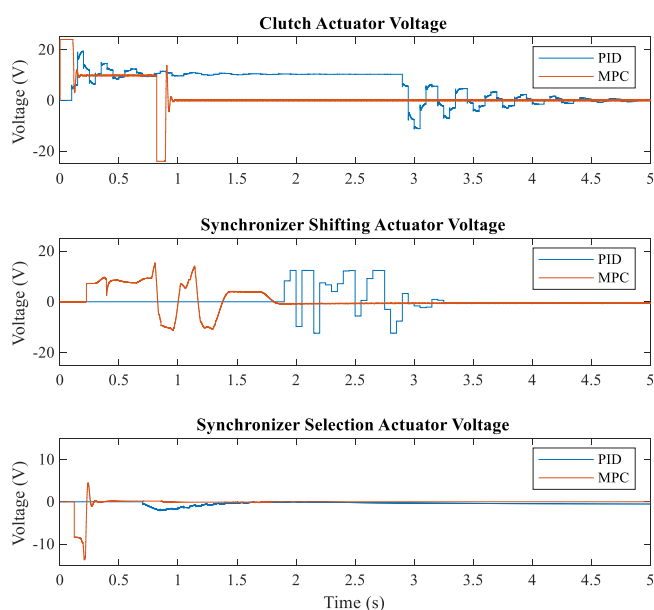 Clutch Actuator Voltage
20
0
-20
Voltage (V)
PID
MPC
0 0.5 1 1.5 2 2.5 3 3.5 4 4.5 5
Synchronizer Shifting Actuator Voltage
20
0
-20
Voltage (V)
PID
MPC
0 0.5 1 1.5 2 2.5 3 3.5 4 4.5 5
Synchronizer Selection Actuator Voltage
10
0
-10
Voltage (V)
PID
MPC
0 0.5 1 1.5 2 2.5 3 3.5 4 4.5 5
Time (s)